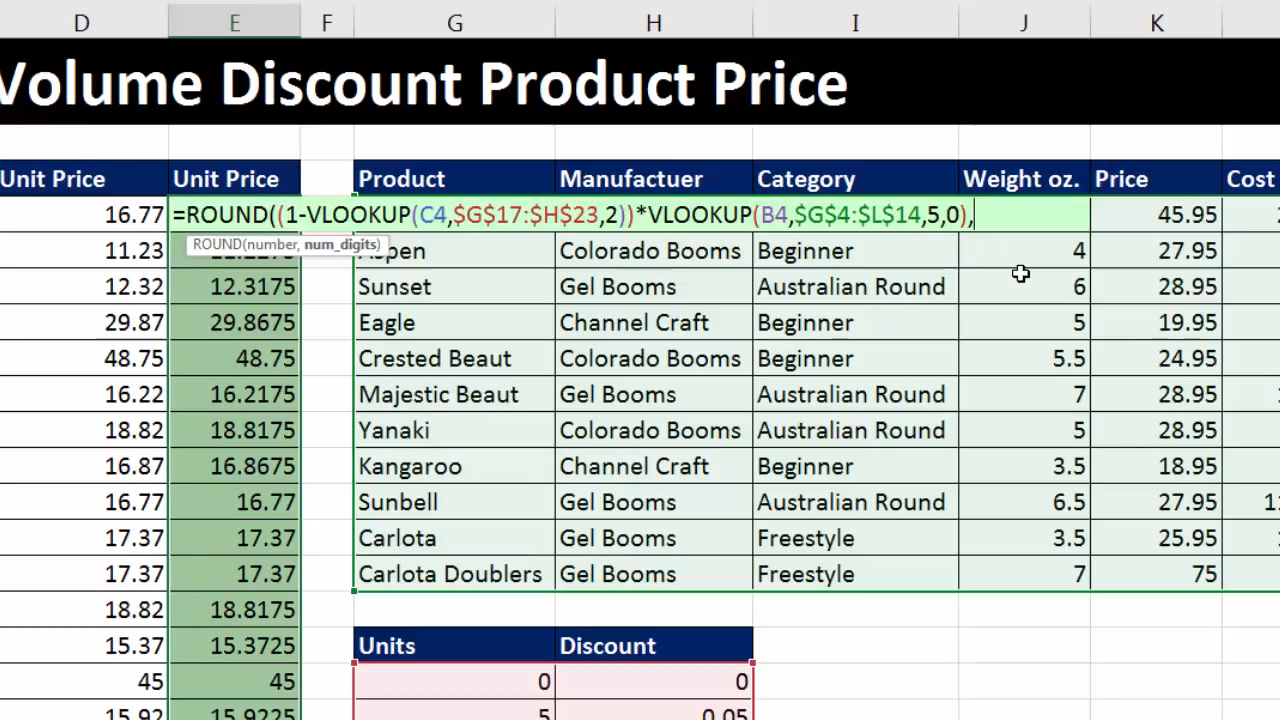 D E F G H I J K
Volume Discount Product Price
Unit Price Unit Price Product Manufactuer Category Weight oz. Price Cost
16.77 =ROUND((1-VLOOKUP(C4,$G$17:$H$23,2))*VLOOKUP(B4,$G$4:$L$14,5,0), 45.95
ROUND(number, num_digits)
11.23 Aspen Colorado Booms Beginner 4 27.95
12.32 12.3175 Sunset Gel Booms Australian Round 6 28.95
29.87 29.8675 Eagle Channel Craft Beginner 5 19.95
48.75 48.75 Crested Beaut Colorado Booms Beginner 5.5 24.95
16.22 16.2175 Majestic Beaut Gel Booms Australian Round 7 28.95
18.82 18.8175 Yanaki Colorado Booms Australian Round 5 28.95
16.87 16.8675 Kangaroo Channel Craft Beginner 3.5 18.95
16.77 16.77 Sunbell Gel Booms Australian Round 6.5 27.95
17.37 17.37 Carlota Gel Booms Freestyle 3.5 25.95
17.37 17.37 Carlota Doublers Gel Booms Freestyle 7 75
18.82 18.8175
15.37 15.3725 Units Discount
45 45 0 0
15.92 15.9225 5 0.05